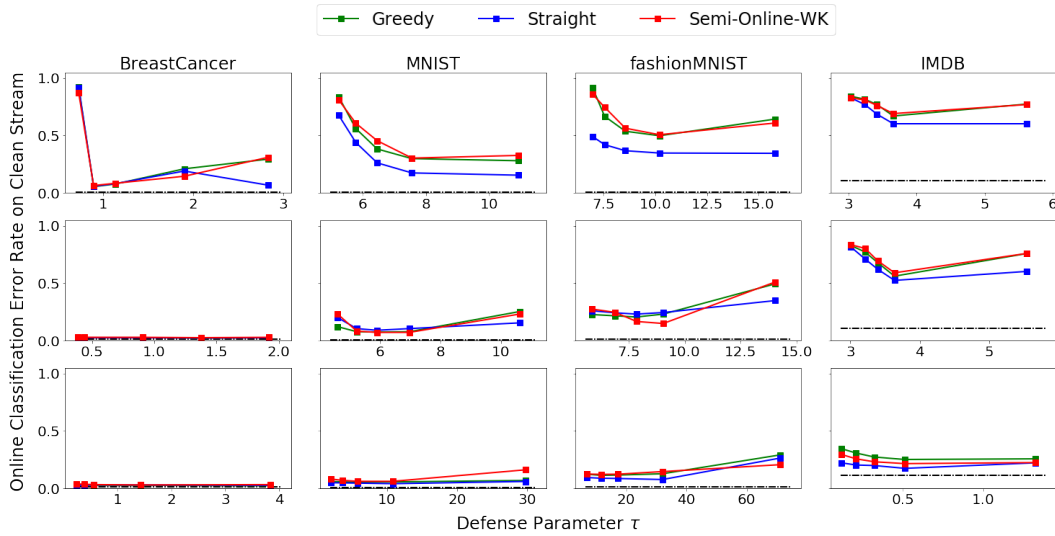 Greedy Straight Semi-Online-WK
BreastCancer MNIST fashionMNIST IMDB
Online Classification Error Rate on Clean Stream
1.0
0.5
0.0
1 2 3
6 8 10
7.5 10.0 12.5 15.0
3 4 5 6
1.0
0.5
0.0
0.5 1.0 1.5 2.0
6 8 10
7.5 10.0 12.5 15.0
3 4 5 6
1.0
0.5
0.0
1 2 3 4
10 20 30
20 40 60
0.5 1.0
Defense Parameter τ